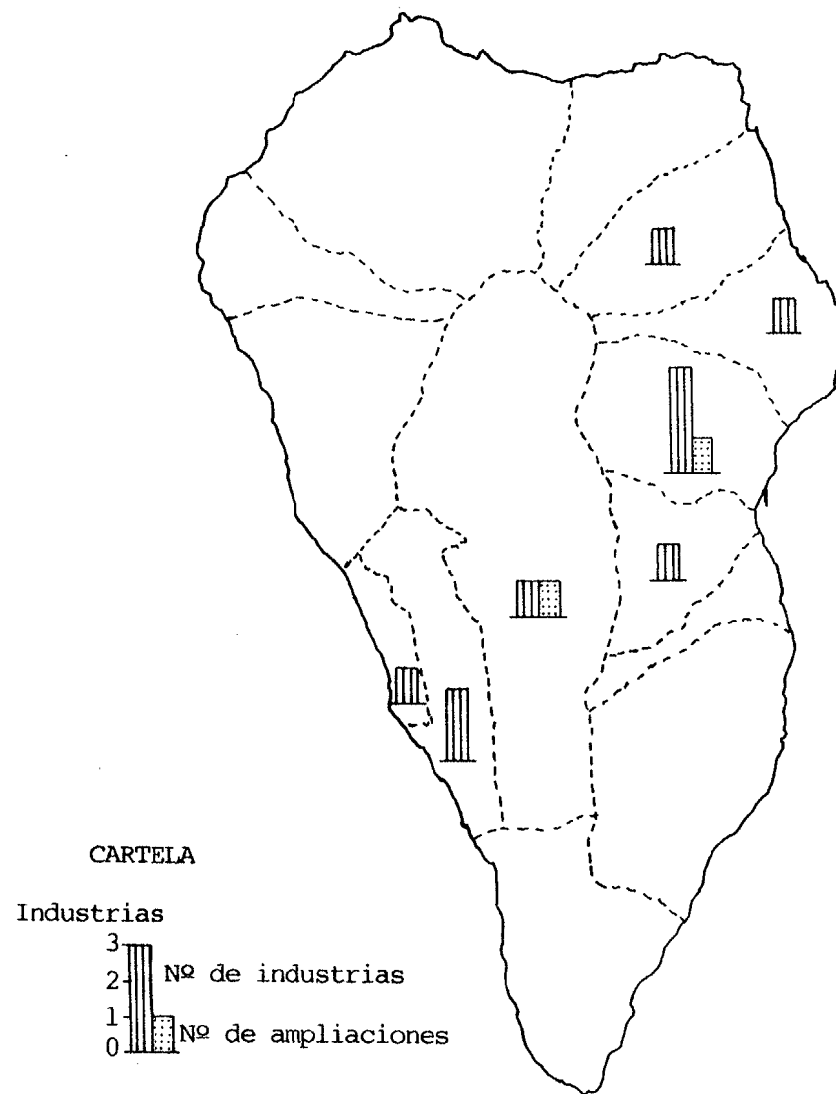 CARTELA
Industrias
3
2 Nº de industrias
1
0 Nº de ampliaciones